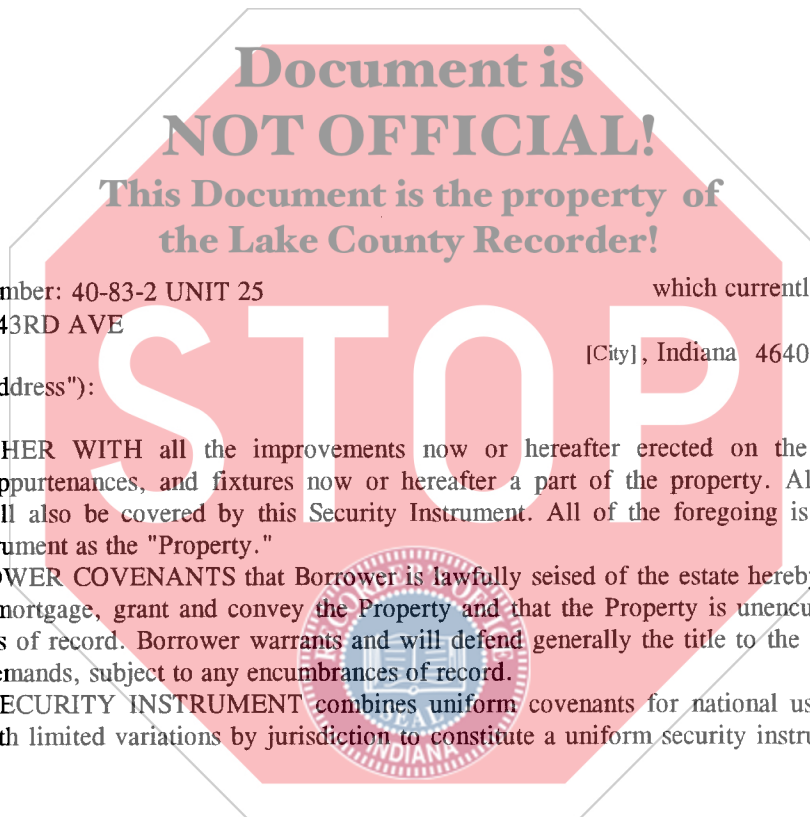 Document is
NOT OFFICIAL!
This Document is the property of
the Lake County Recorder!
mber: 40-83-2 UNIT 25 which currentl
43RD AVE
[City], Indiana 4640
ddress"):
STOP
HER WITH all the improvements now or hereafter erected on the
ppurtenances, and fixtures now or hereafter a part of the property. Al
ll also be covered by this Security Instrument. All of the foregoing is
ument as the "Property."
OWER COVENANTS that Borrower is lawfully seised of the estate hereby
mortgage, grant and convey the Property and that the Property is unencu
s of record. Borrower warrants and will defend generally the title to the
emands, subject to any encumbrances of record.
ECURITY INSTRUMENT combines uniform covenants for national us
th limited variations by jurisdiction to constitute a uniform security instru
RECORDER'S OFFICE
SEAL
INDIANA